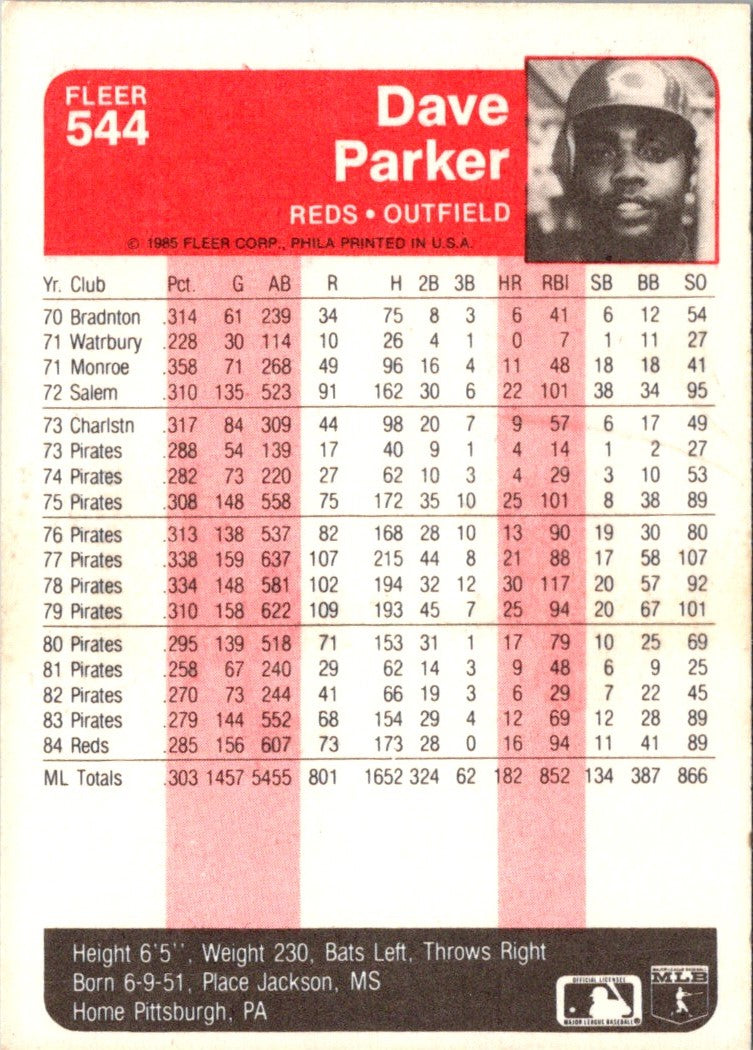 FLEER
544
Dave
Parker
REDS • OUTFIELD
© 1985 FLEER CORP., PHILA PRINTED IN U.S.A.
Yr. Club Pct. G AB R H 2B 3B HR RBI SB BB SO
70 Bradnton .314 61 239 34 75 8 3 6 41 6 12 54
71 Watrbury .228 30 114 10 26 4 1 0 7 1 11 27
71 Monroe .358 71 268 49 96 16 4 11 48 18 18 41
72 Salem .310 135 523 91 162 30 6 22 101 38 34 95
73 Charlstn .317 84 309 44 98 20 7 9 57 6 17 49
73 Pirates .288 54 139 17 40 9 1 4 14 1 2 27
74 Pirates .282 73 220 27 62 10 3 4 29 3 10 53
75 Pirates .308 148 558 75 172 35 10 25 101 8 38 89
76 Pirates .313 138 537 82 168 28 10 13 90 19 30 80
77 Pirates .338 159 637 107 215 44 8 21 88 17 58 107
78 Pirates .334 148 581 102 194 32 12 30 117 20 57 92
79 Pirates .310 158 622 109 193 45 7 25 94 20 67 101
80 Pirates .295 139 518 71 153 31 1 17 79 10 25 69
81 Pirates .258 67 240 29 62 14 3 9 48 6 9 25
82 Pirates .270 73 244 41 66 19 3 6 29 7 22 45
83 Pirates .279 144 552 68 154 29 4 12 69 12 28 89
84 Reds .285 156 607 73 173 28 0 16 94 11 41 89
ML Totals .303 1457 5455 801 1652 324 62 182 852 134 387 866
Height 6'5'', Weight 230, Bats Left, Throws Right
Born 6-9-51, Place Jackson, MS
Home Pittsburgh, PA
OFFICIAL LICENSEE
MAJOR LEAGUE BASEBALL
MAJOR LEAGUE BASEBALL
MLB